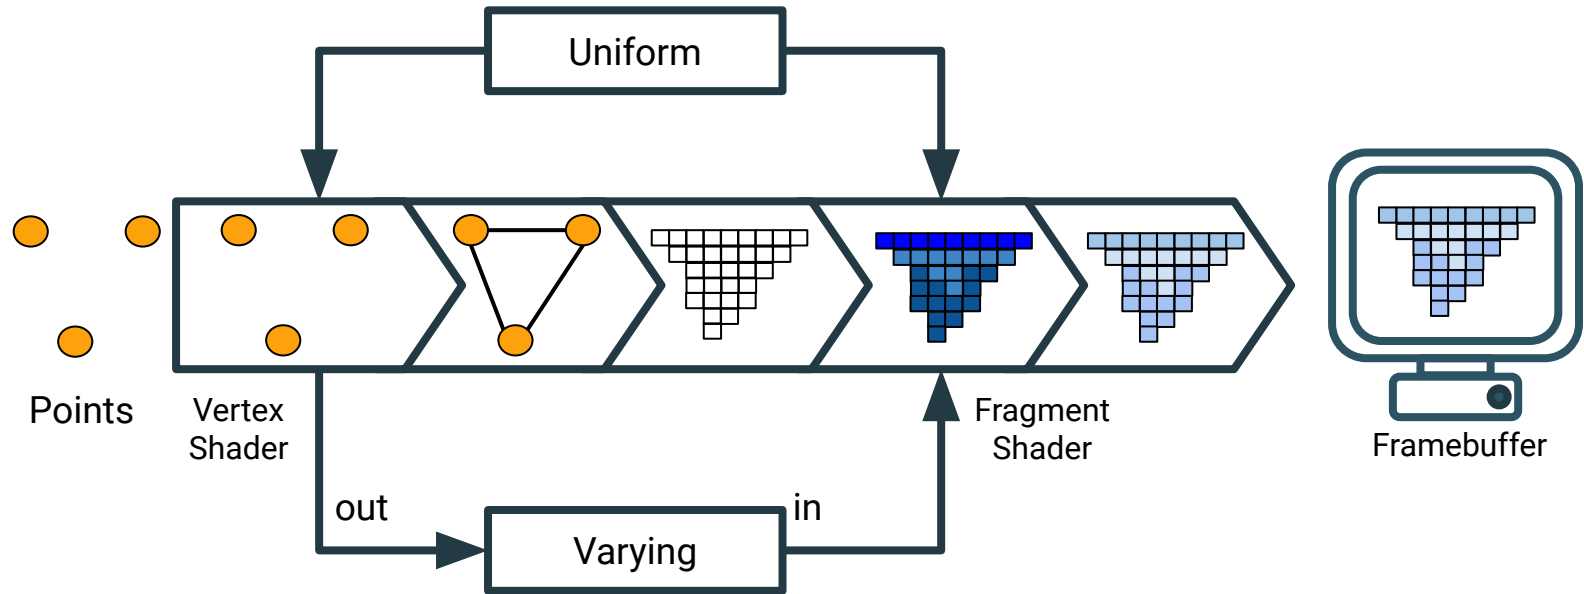 Uniform
Points
Vertex
Shader
Fragment
Shader
Framebuffer
out
in
Varying